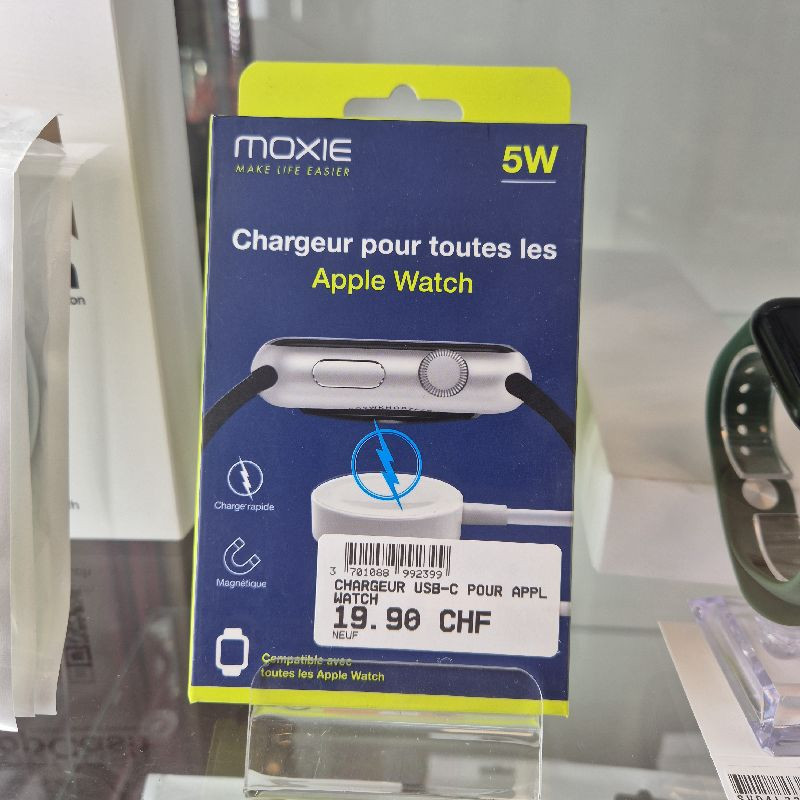 MOXIE
MAKE LIFE EASIER
5W
Chargeur pour toutes les
Apple Watch
Charge rapide
Magnétique
3 701088 992399
CHARGEUR USB-C POUR APPL
WATCH
19.90 CHF
NEUF
Compatible avec
toutes les Apple Watch
on